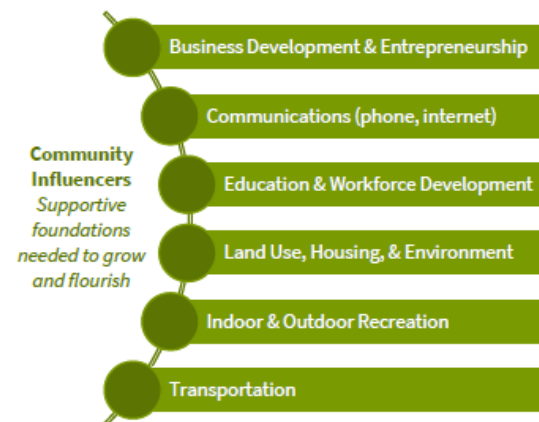 Business Development & Entrepreneurship
Communications (phone, internet)
Community
Influencers
Supportive
foundations
needed to grow
and flourish
Education & Workforce Development
Land Use, Housing, & Environment
Indoor & Outdoor Recreation
Transportation